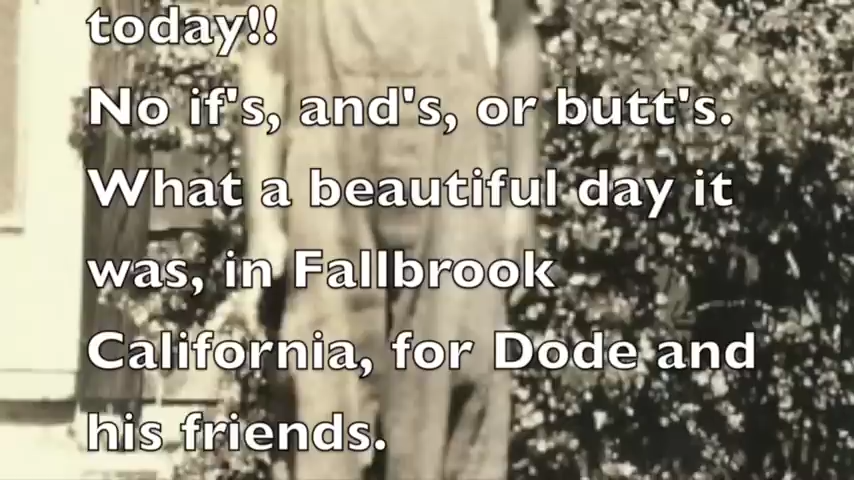 today!!
No if's, and's, or butt's.
What a beautiful day it
was, in Fallbrook
California, for Dode and
his friends.